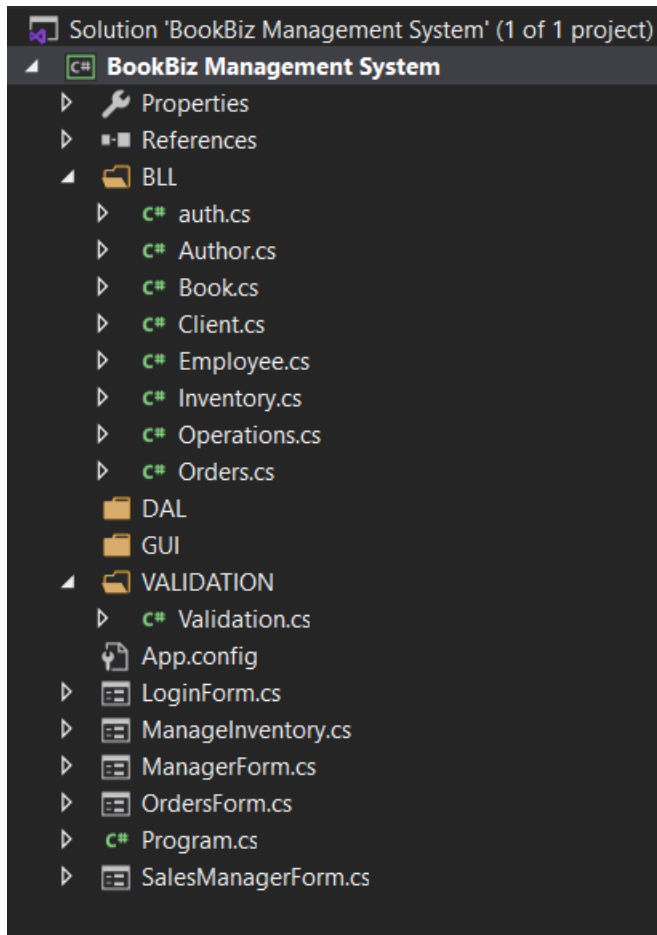 Solution 'BookBiz Management System' (1 of 1 project)
C# BookBiz Management System
Properties
References
BLL
C# auth.cs
C# Author.cs
C# Book.cs
C# Client.cs
C# Employee.cs
C# Inventory.cs
C# Operations.cs
C# Orders.cs
DAL
GUI
VALIDATION
C# Validation.cs
App.config
LoginForm.cs
ManageInventory.cs
ManagerForm.cs
OrdersForm.cs
C# Program.cs
SalesManagerForm.cs